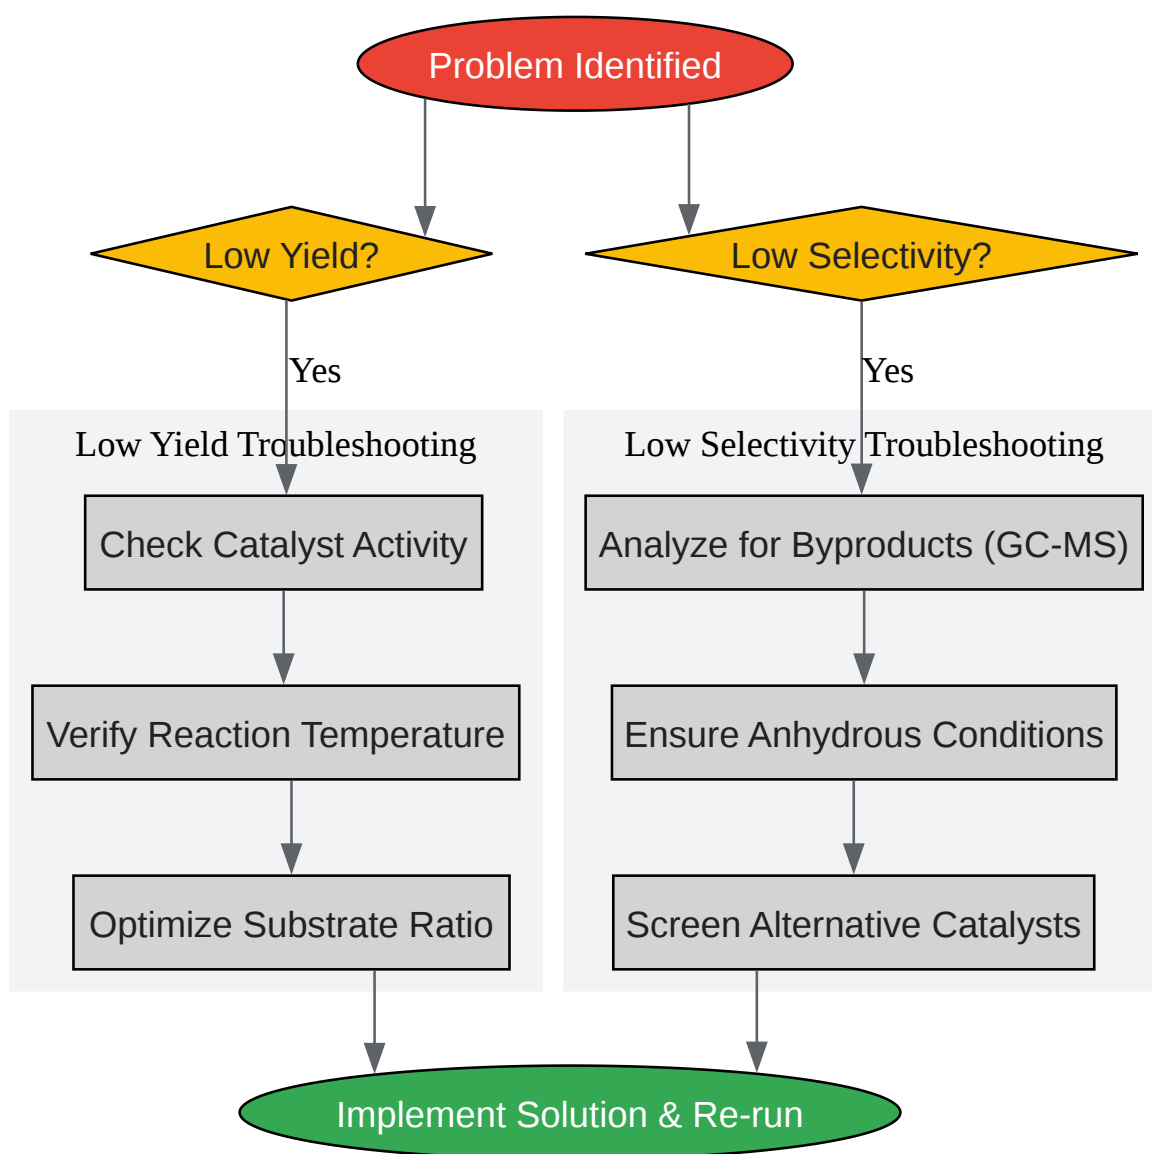 Problem Identified
Low Yield?
Low Selectivity?
Yes
Yes
Low Yield Troubleshooting
Low Selectivity Troubleshooting
Check Catalyst Activity
Analyze for Byproducts (GC-MS)
Verify Reaction Temperature
Ensure Anhydrous Conditions
Optimize Substrate Ratio
Screen Alternative Catalysts
Implement Solution & Re-run